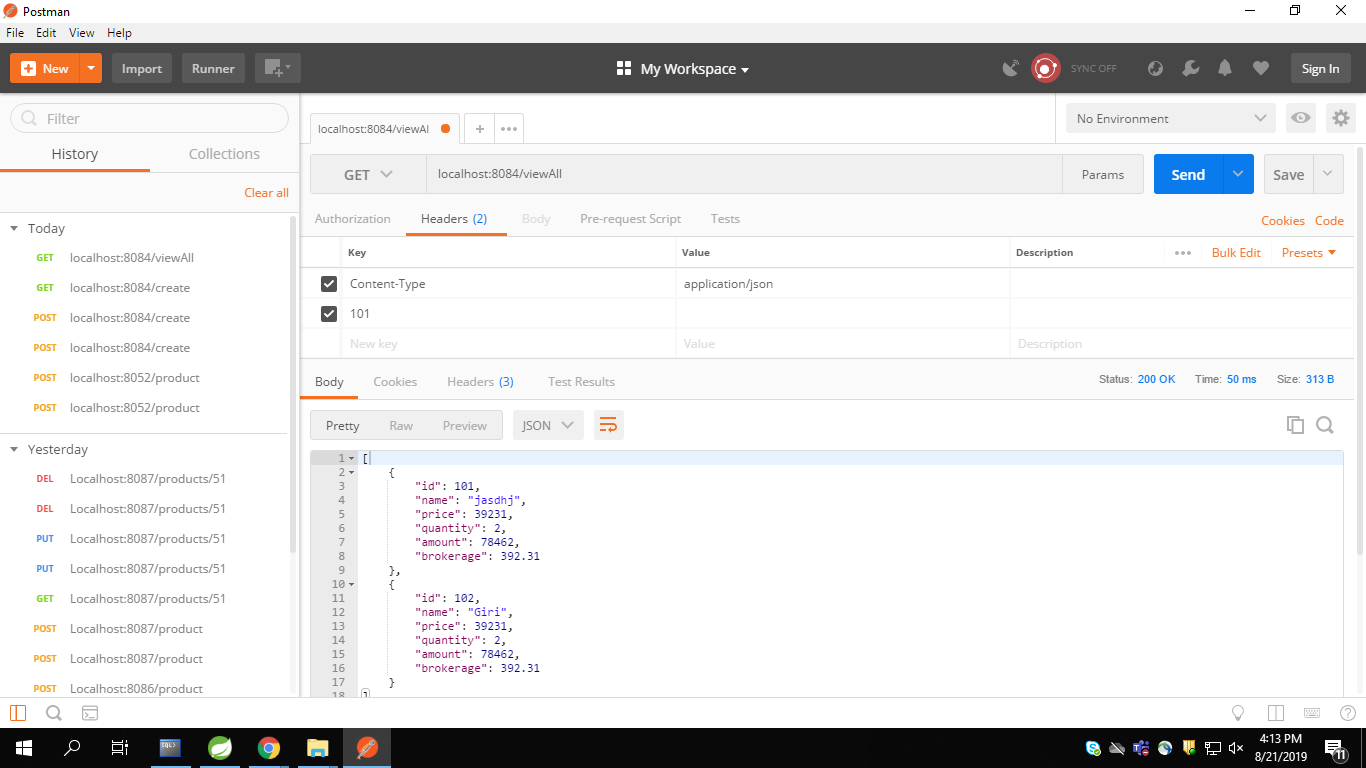 Postman
File Edit View Help
New Import Runner My Workspace SYNC OFF Sign In
Filter
History Collections
Clear all
Today
GET localhost:8084/viewAll
GET localhost:8084/create
POST localhost:8084/create
POST localhost:8084/create
POST localhost:8052/product
POST localhost:8052/product
Yesterday
DEL Localhost:8087/products/51
DEL Localhost:8087/products/51
PUT Localhost:8087/products/51
PUT Localhost:8087/products/51
GET Localhost:8087/products/51
POST Localhost:8087/product
POST Localhost:8087/product
POST Localhost:8086/product
localhost:8084/viewAl + ••• No Environment
GET localhost:8084/viewAll Params Send Save
Authorization Headers (2) Body Pre-request Script Tests Cookies Code
Key Value Description ••• Bulk Edit Presets
Content-Type application/json
101
New key Value Description
Body Cookies Headers (3) Test Results Status: 200 OK Time: 50 ms Size: 313 B
Pretty Raw Preview JSON
1 [
2 {
3 "id": 101,
4 "name": "jasdhj",
5 "price": 39231,
6 "quantity": 2,
7 "amount": 78462,
8 "brokerage": 392.31
9 },
10 {
11 "id": 102,
12 "name": "Giri",
13 "price": 39231,
14 "quantity": 2,
15 "amount": 78462,
16 "brokerage": 392.31
17 }
18 ]
SQL>
4:13 PM
8/21/2019
11